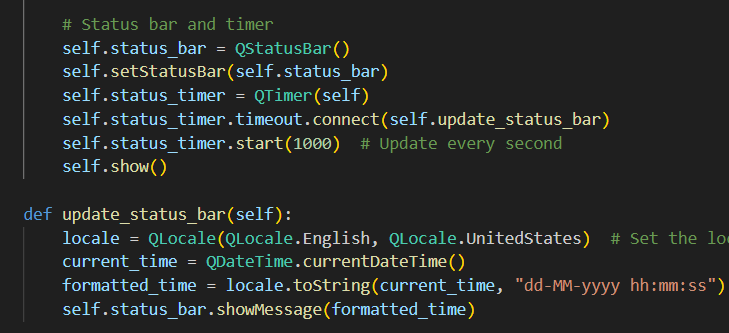 # Status bar and timer
self.status_bar = QStatusBar()
self.setStatusBar(self.status_bar)
self.status_timer = QTimer(self)
self.status_timer.timeout.connect(self.update_status_bar)
self.status_timer.start(1000)  # Update every second
self.show()
def update_status_bar(self):
locale = QLocale(QLocale.English, QLocale.UnitedStates)  # Set the
current_time = QDateTime.currentDateTime()
formatted_time = locale.toString(current_time, "dd-MM-yyyy hh:mm:ss")
self.status_bar.showMessage(formatted_time)